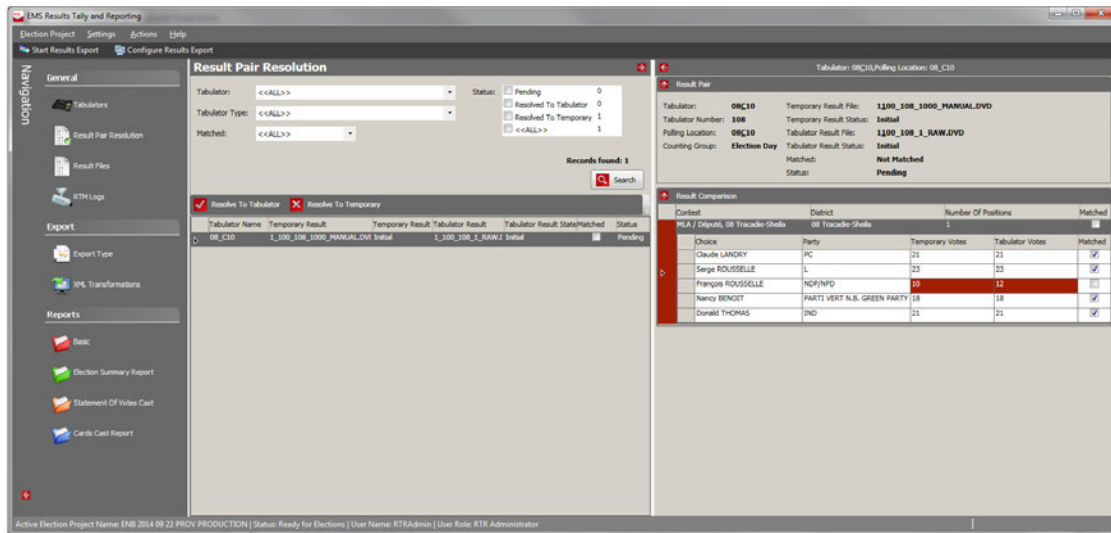 EMS Results Tally and Reporting
Election Project Settings Actions Help
Start Results Export Configure Results Export
Navigation
General
Tabulators
Result Pair Resolution
Result Files
RTM Logs
Export
Export Type
XML Transformations
Reports
Basic
Election Summary Report
Statement Of Votes Cast
Cards Cast Report
Result Pair Resolution
Tabulator: <<ALL>>
Tabulator Type: <<ALL>>
Matched: <<ALL>>
Status:
Pending 0
Resolved To Tabulator 0
Resolved To Temporary 1
<<ALL>> 1
Records found: 1
Search
Resolve To Tabulator Resolve To Temporary
Tabulator Name Temporary Result Temporary Result Tabulator Result Tabulator Result State Matched Status
08_C10 1_100_108_1000_MANUAL.DVI Initial 1_100_108_1_RAW.I Initial Pending
Tabulator: 08C10,Polling Location: 08_C10
Result Pair
Tabulator: 08C10 Temporary Result File: 1100_108_1000_MANUAL.DVD
Tabulator Number: 108 Temporary Result Status: Initial
Polling Location: 08C10 Tabulator Result File: 1100_108_1_RAW.DVD
Counting Group: Election Day Tabulator Result Status: Initial
Matched: Not Matched
Status: Pending
Result Comparison
Contest District Number Of Positions Matched
MLA / Député, 08 Tracadie-Sheila 08 Tracadie-Sheila 1
Choice Party Temporary Votes Tabulator Votes Matched
Claude LANDRY PC 21 21
Serge ROUSSELLE L 23 23
François ROUSSELLE NDP/NPD 10 12
Nancy BENOIT PARTI VERT N.B. GREEN PARTY 18 18
Donald THOMAS IND 21 21
Active Election Project Name: ENB 2014 09 22 PROV PRODUCTION | Status: Ready for Elections | User Name: RTRAdmin | User Role: RTR Administrator